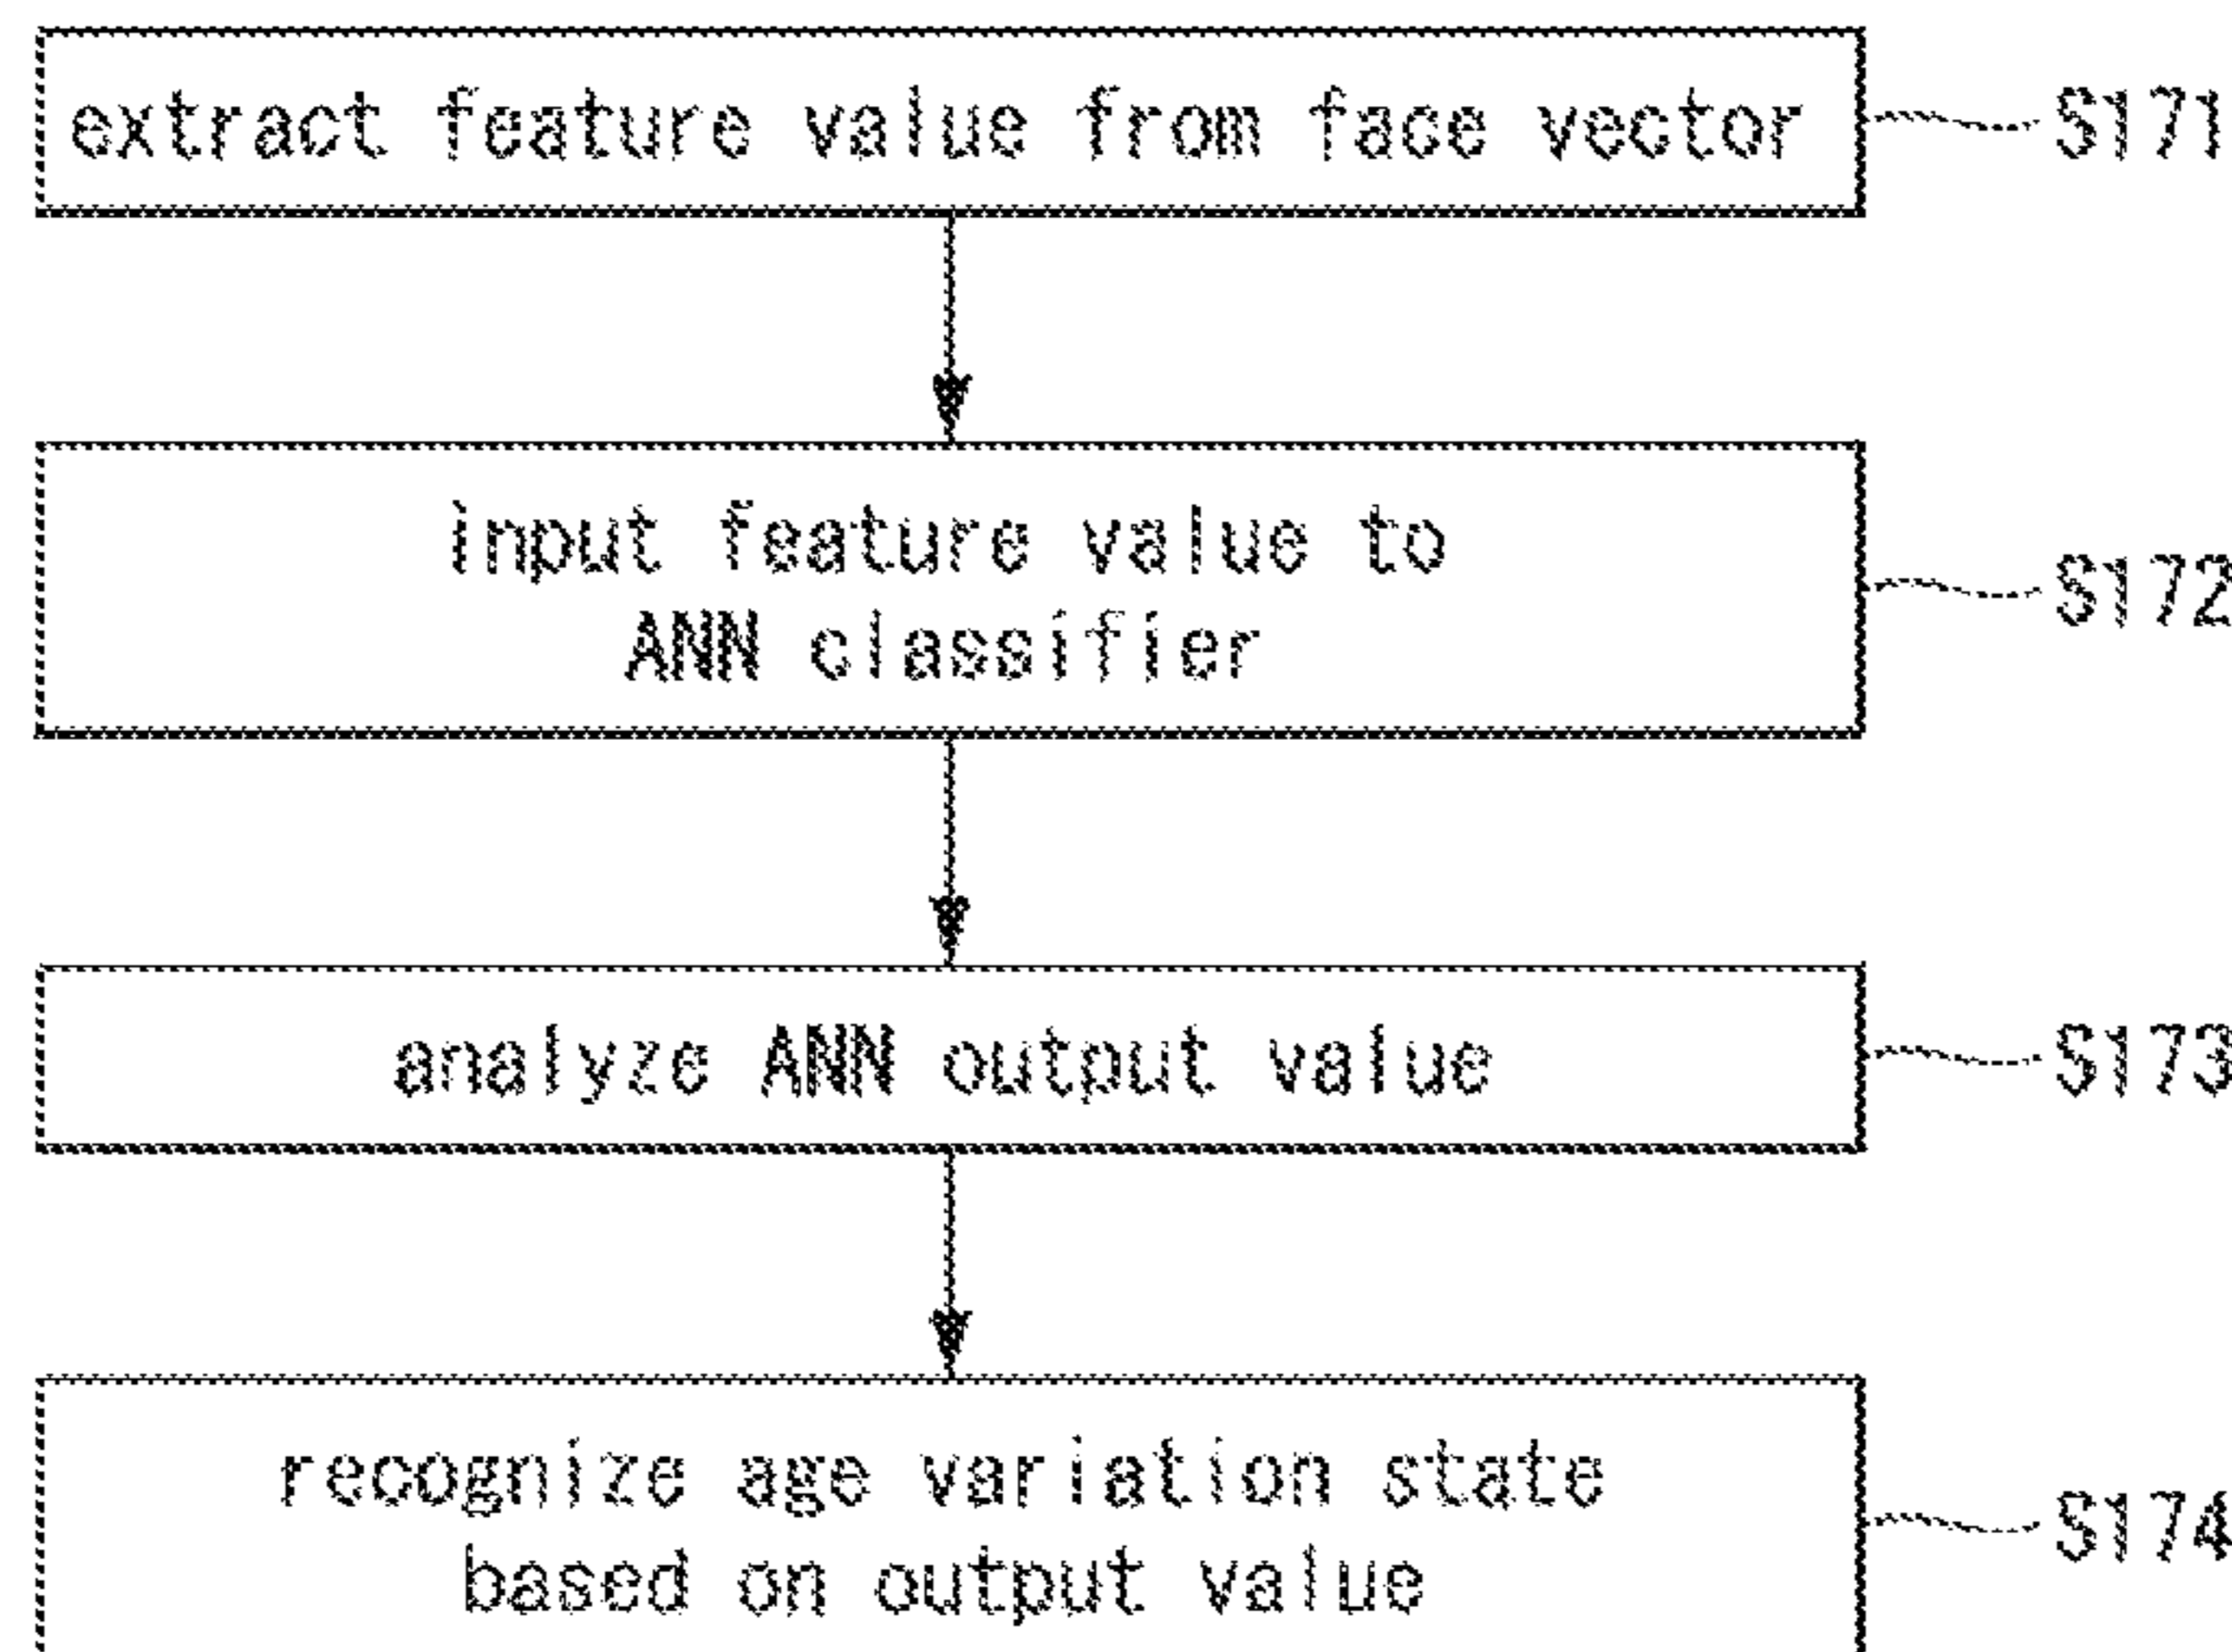 extract feature value from face vector
S171
input feature value to
ANN classifier
S172
analyze ANN output value
S173
recognize age variation state
based on output value
S174